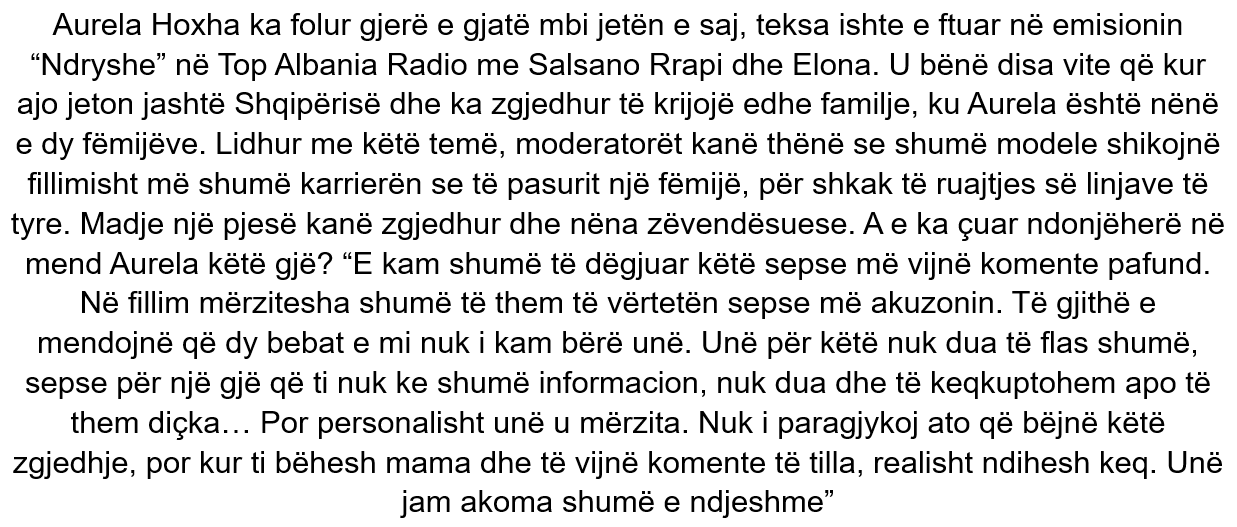 Aurela Hoxha ka folur gjerë e gjatë mbi jetën e saj, teksa ishte e ftuar në emisionin
“Ndryshe” në Top Albania Radio me Salsano Rrapi dhe Elona. U bënë disa vite që kur
ajo jeton jashtë Shqipërisë dhe ka zgjedhur të krijojë edhe familje, ku Aurela është nënë
e dy fëmijëve. Lidhur me këtë temë, moderatorët kanë thënë se shumë modele shikojnë
fillimisht më shumë karrierën se të pasurit një fëmijë, për shkak të ruajtjes së linjave të
tyre. Madje një pjesë kanë zgjedhur dhe nëna zëvendësuese. A e ka çuar ndonjëherë në
mend Aurela këtë gjë? “E kam shumë të dëgjuar këtë sepse më vijnë komente pafund.
Në fillim mërzitesha shumë të them të vërtetën sepse më akuzonin. Të gjithë e
mendojnë që dy bebat e mi nuk i kam bërë unë. Unë për këtë nuk dua të flas shumë,
sepse për një gjë që ti nuk ke shumë informacion, nuk dua dhe të keqkuptohem apo të
them diçka… Por personalisht unë u mërzita. Nuk i paragjykoj ato që bëjnë këtë
zgjedhje, por kur ti bëhesh mama dhe të vijnë komente të tilla, realisht ndihesh keq. Unë
jam akoma shumë e ndjeshme”